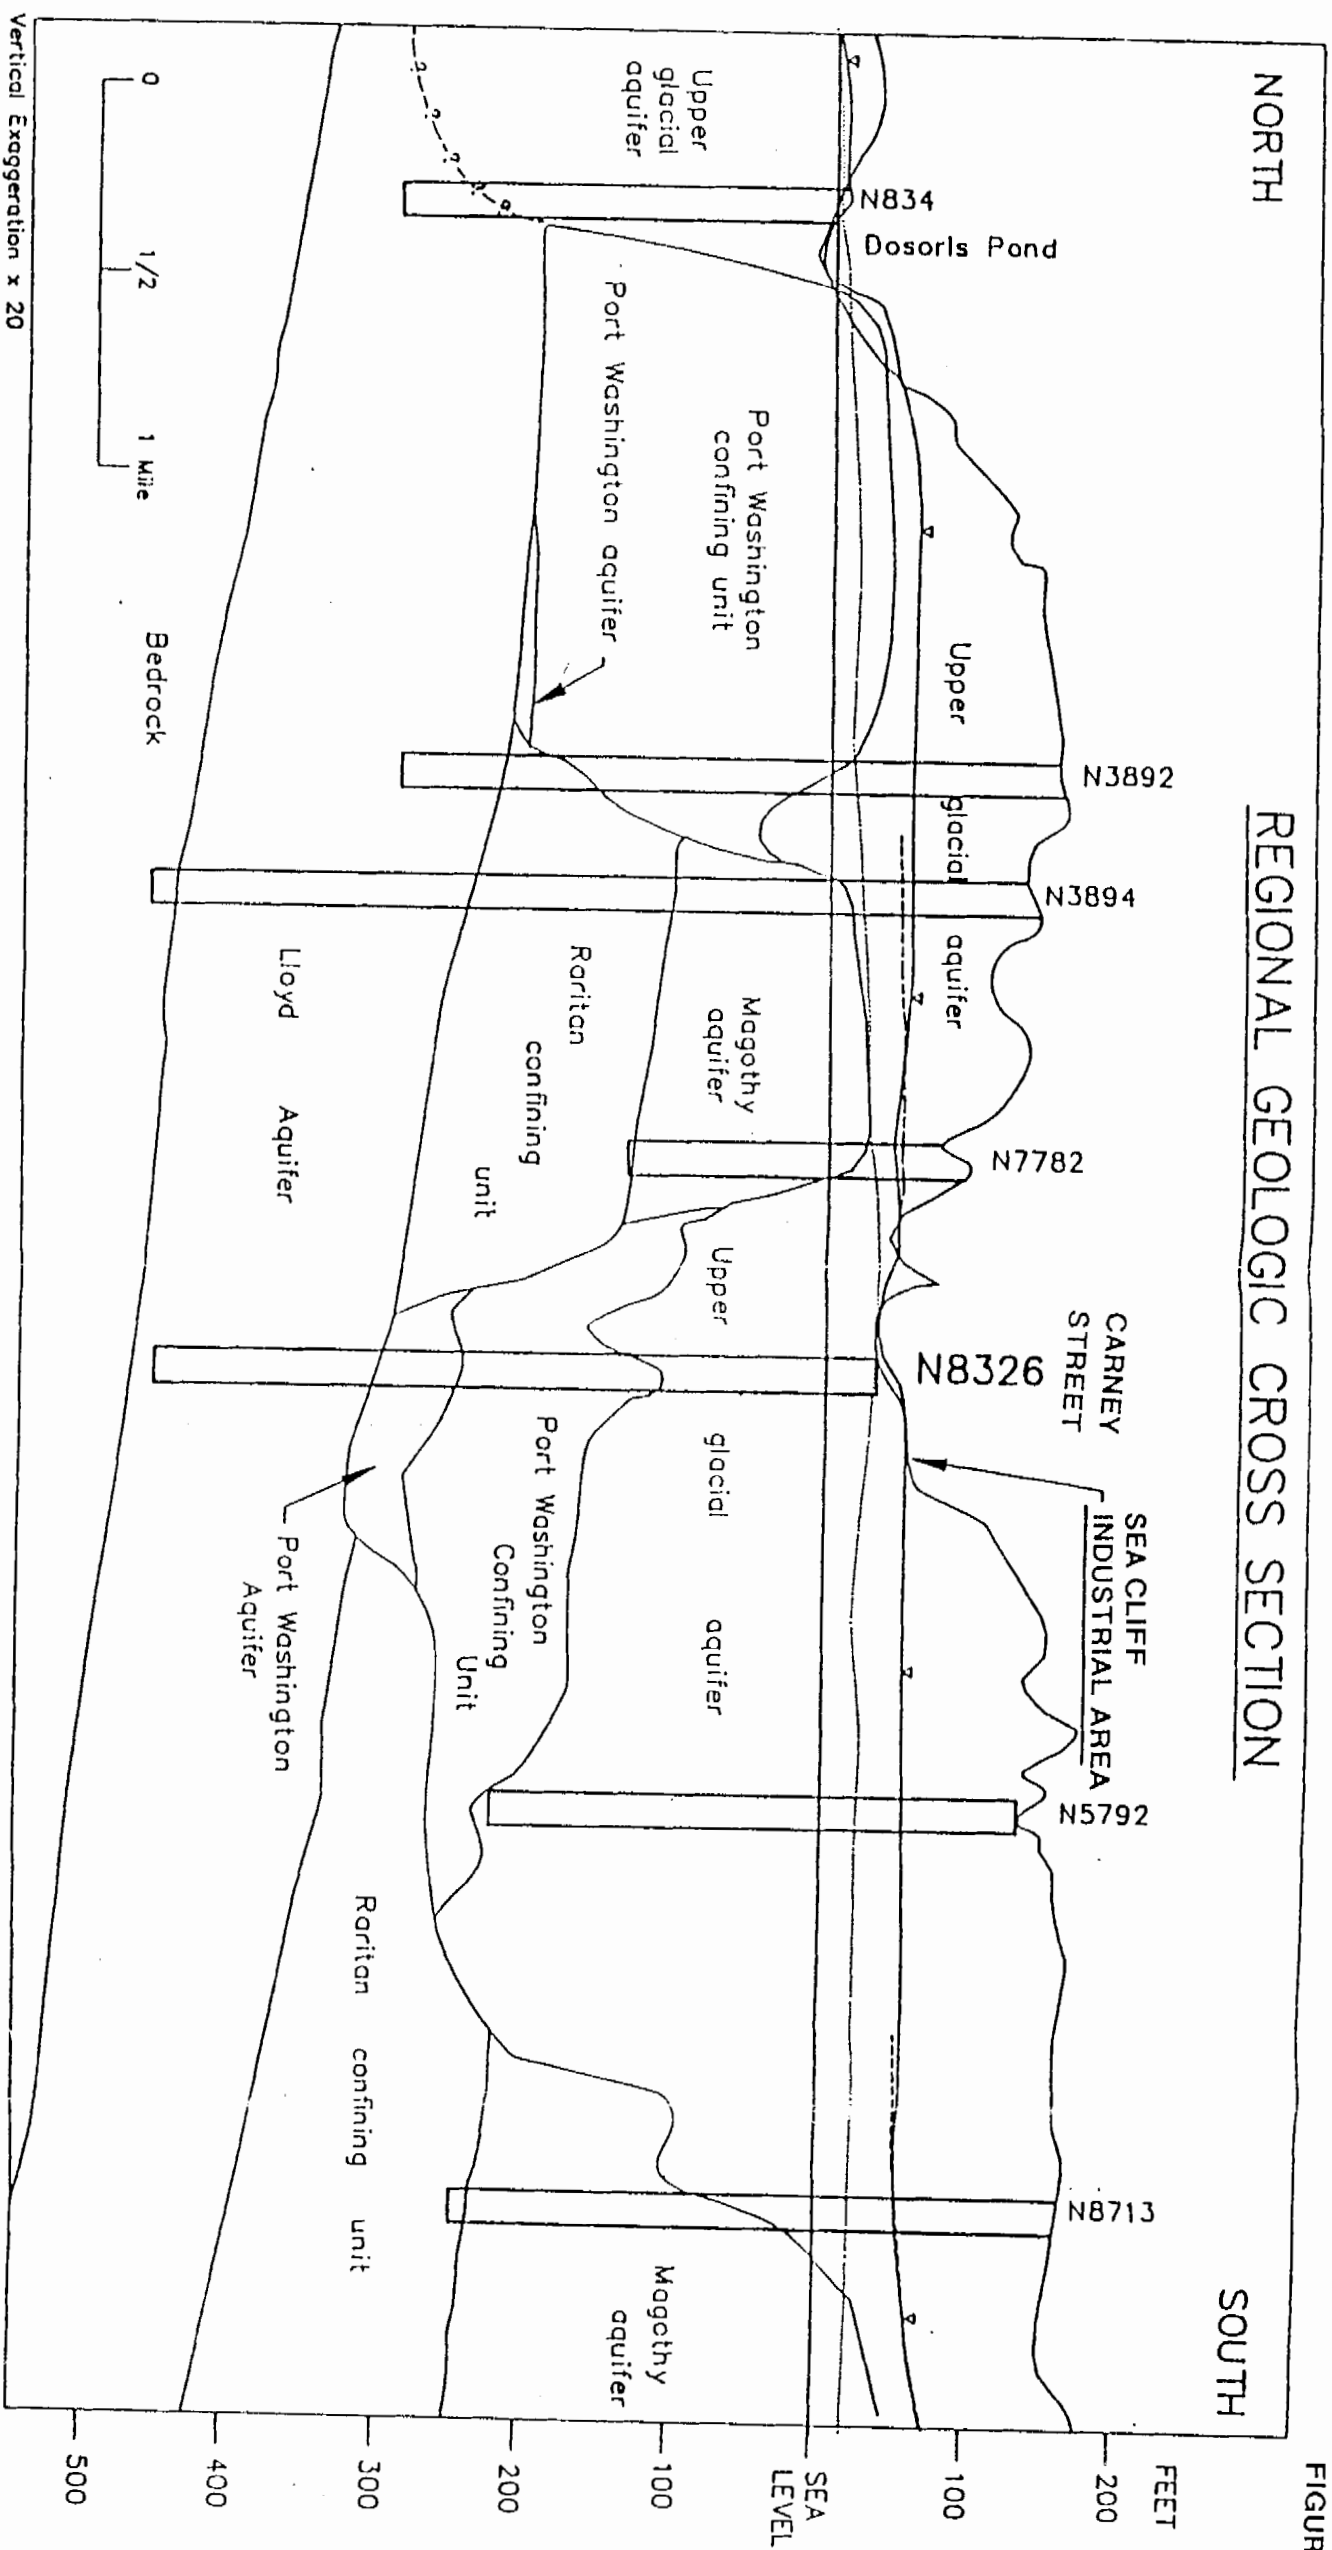 FIGUR
REGIONAL GEOLOGIC CROSS SECTION
NORTH
SOUTH
FEET
200
100
SEA
LEVEL
100
200
300
400
500
CARNEY
STREET
SEA CLIFF
INDUSTRIAL AREA
N834
Dosoris Pond
N3892
N3894
N7782
N8326
N5792
N8713
Upper
glacial
aquifer
? ? ? ? ?
Upper glacial aquifer
Port Washington
confining unit
Port Washington aquifer
Magothy
aquifer
Raritan
confining
unit
Upper glacial aquifer
Port Washington
Confining
Unit
Port Washington
Aquifer
Lloyd Aquifer
Raritan confining unit
Magothy
aquifer
Bedrock
0 1/2 1 Mile
Vertical Exaggeration x 20